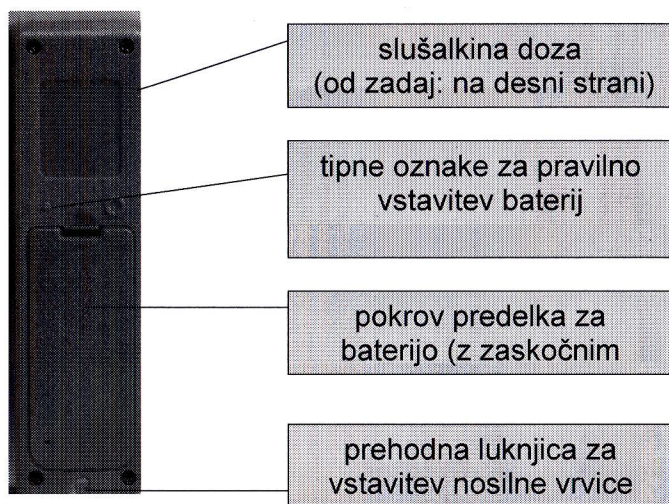 slušalkina doza
(od zadaj: na desni strani)
tipne oznake za pravilno
vstavitev baterij
pokrov predelka za
baterijo (z zaskočnim
prehodna luknjica za
vstavitev nosilne vrvice